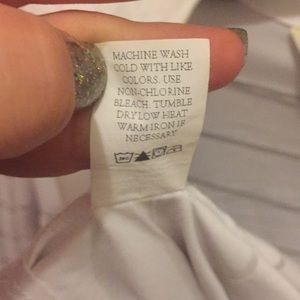 MACHINE WASH
COLD WITH LIKE
COLORS. USE
NON-CHLORINE
BLEACH. TUMBLE
DRY LOW HEAT
WARM IRON IF
NECESSARY